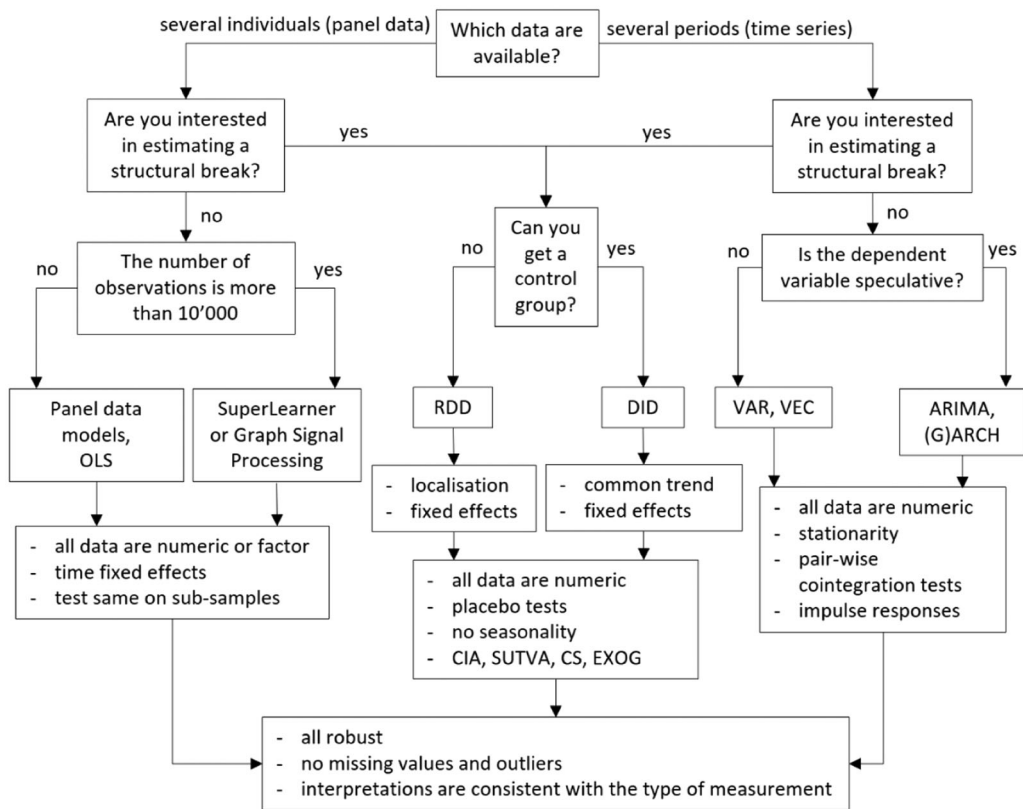 several individuals (panel data)
Which data are
available?
several periods (time series)
Are you interested
in estimating a
structural break?
yes
yes
Are you interested
in estimating a
structural break?
no
no
The number of
observations is more
than 10’000
no
yes
Can you
get a
control
group?
no
yes
Is the dependent
variable speculative?
no
yes
Panel data
models,
OLS
SuperLearner
or Graph Signal
Processing
RDD
DID
VAR, VEC
ARIMA,
(G)ARCH
- localisation
- fixed effects
- common trend
- fixed effects
- all data are numeric or factor
- time fixed effects
- test same on sub-samples
- all data are numeric
- placebo tests
- no seasonality
- CIA, SUTVA, CS, EXOG
- all data are numeric
- stationarity
- pair-wise
cointegration tests
- impulse responses
- all robust
- no missing values and outliers
- interpretations are consistent with the type of measurement